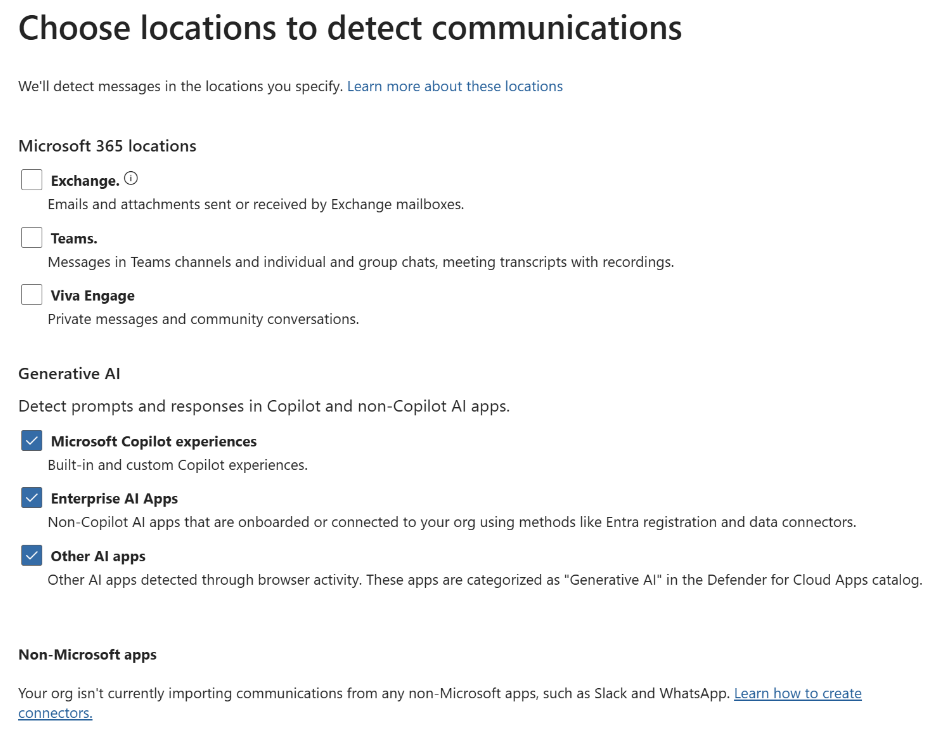 Choose locations to detect communications
We'll detect messages in the locations you specify. Learn more about these locations
Microsoft 365 locations
Exchange.
Emails and attachments sent or received by Exchange mailboxes.
Teams.
Messages in Teams channels and individual and group chats, meeting transcripts with recordings.
Viva Engage
Private messages and community conversations.
Generative AI
Detect prompts and responses in Copilot and non-Copilot AI apps.
Microsoft Copilot experiences
Built-in and custom Copilot experiences.
Enterprise AI Apps
Non-Copilot AI apps that are onboarded or connected to your org using methods like Entra registration and data connectors.
Other AI apps
Other AI apps detected through browser activity. These apps are categorized as "Generative AI" in the Defender for Cloud Apps catalog.
Non-Microsoft apps
Your org isn't currently importing communications from any non-Microsoft apps, such as Slack and WhatsApp. Learn how to create
connectors.